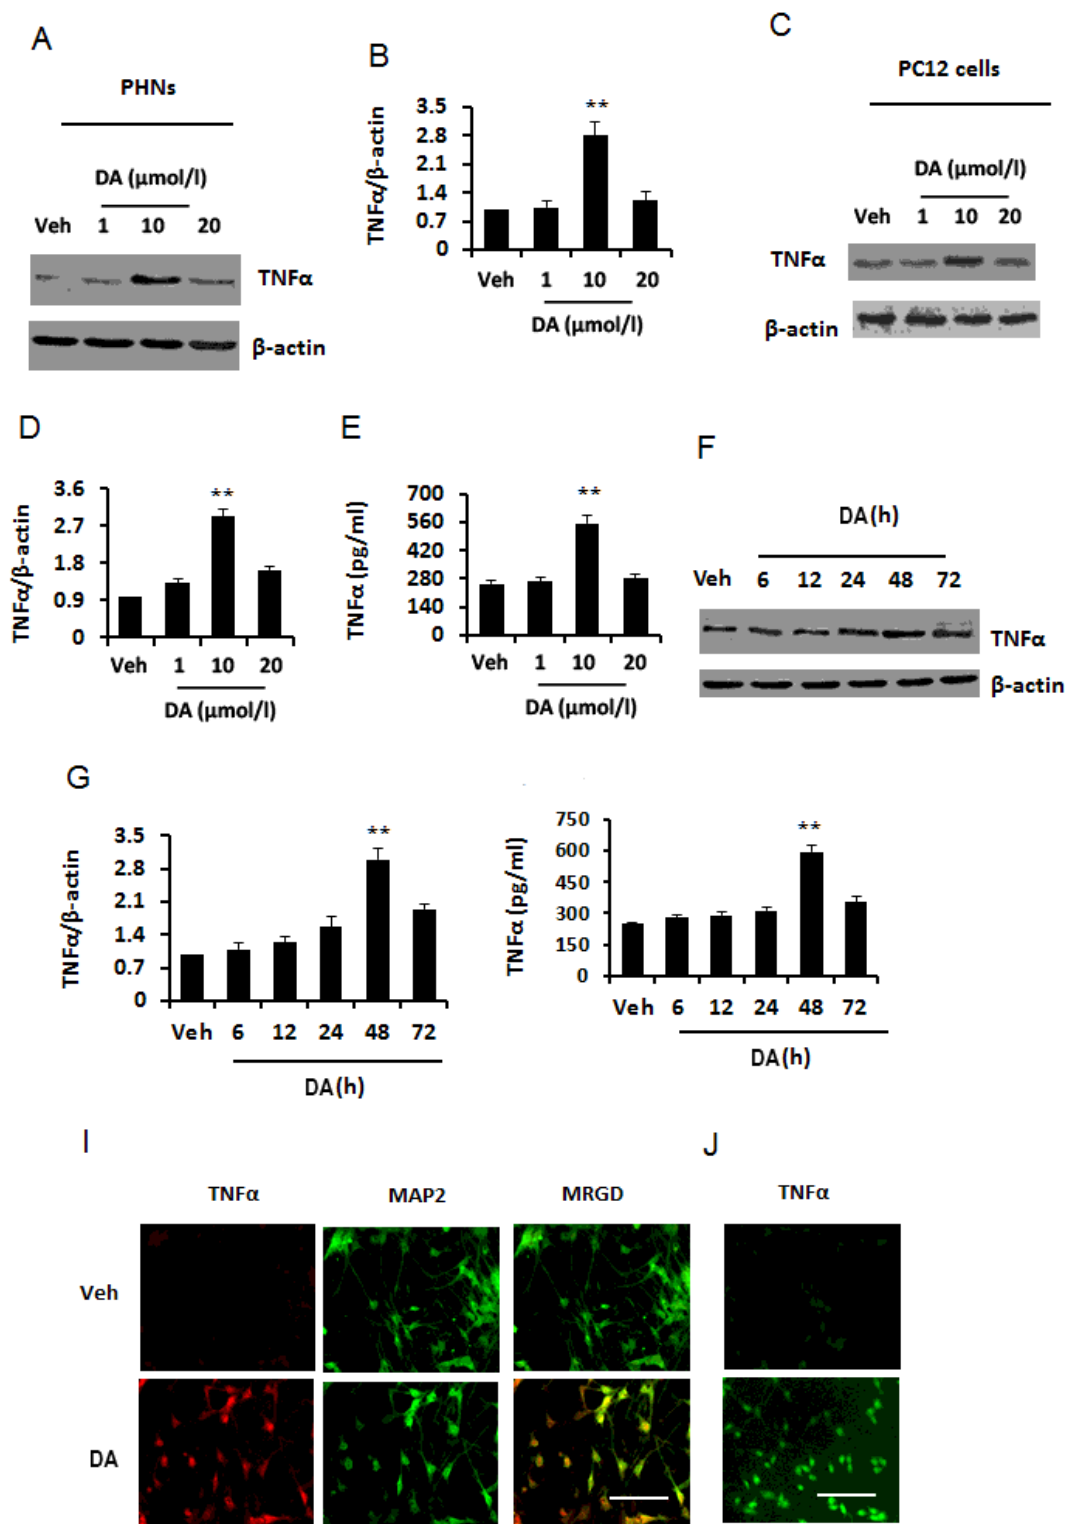 A
PHNs
DA (μmol/l)
Veh 1 10 20
TNFα
β-actin
B
TNFα/β-actin
3.5
2.8
2.1
1.4
0.7
0
**
Veh 1 10 20
DA (μmol/l)
C
PC12 cells
DA (μmol/l)
Veh 1 10 20
TNFα
β-actin
D
TNFα/β-actin
3.6
2.7
1.8
0.9
0
**
Veh 1 10 20
DA (μmol/l)
E
TNFα (pg/ml)
700
560
420
280
140
0
**
Veh 1 10 20
DA (μmol/l)
F
DA(h)
Veh 6 12 24 48 72
TNFα
β-actin
G
TNFα/β-actin
3.5
2.8
2.1
1.4
0.7
0
**
Veh 6 12 24 48 72
DA(h)
TNFα (pg/ml)
750
600
450
300
150
0
**
Veh 6 12 24 48 72
DA(h)
I
TNFα MAP2 MRGD
Veh
DA
J
TNFα